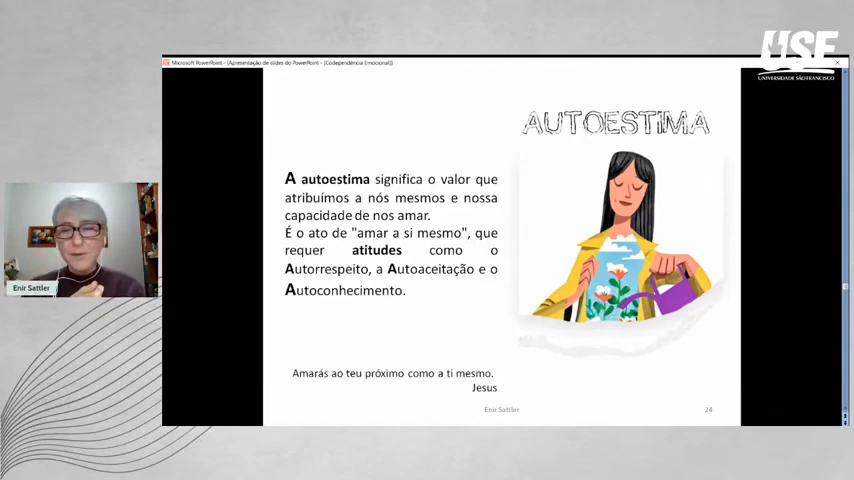 USF
UNIVERSIDADE SÃO FRANCISCO
Microsoft PowerPoint - [Apresentação de slides do PowerPoint - [Codependência Emocional]]
AUTOESTIMA
A autoestima significa o valor que
atribuímos a nós mesmos e nossa
capacidade de nos amar.
É o ato de "amar a si mesmo", que
requer atitudes como o
Autorrespeito, a Autoaceitação e o
Autoconhecimento.
Enir Sattler
Amarás ao teu próximo como a ti mesmo.
Jesus
Enir Sattler
24